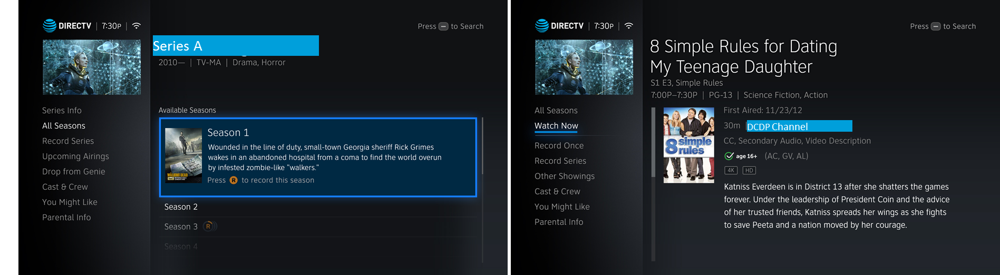 DIRECTV | 7:30P |
Press – to Search
Series A
2010— | TV-MA | Drama, Horror
Series Info
All Seasons
Record Series
Upcoming Airings
Drop from Genie
Cast & Crew
You Might Like
Parental Info
Available Seasons
Season 1
Wounded in the line of duty, small-town Georgia sheriff Rick Grimes
wakes in an abandoned hospital from a coma to find the world overun
by infested zombie-like "walkers."
Press R to record this season
THE WALKING DEAD
Season 2
Season 3 R
Season 4
DIRECTV | 7:30P |
Press – to Search
8 Simple Rules for Dating
My Teenage Daughter
S1 E3, Simple Rules
7:00P–7:30P | PG-13 | Science Fiction, Action
All Seasons
Watch Now
Record Once
Record Series
Other Showings
Cast & Crew
You Might Like
Parental Info
8 simple rules
First Aired: 11/23/12
30m | DCDP Channel
CC, Secondary Audio, Video Description
age 16+ (AC, GV, AL)
4K HD
Katniss Everdeen is in District 13 after she shatters the games
forever. Under the leadership of President Coin and the advice
of her trusted friends, Katniss spreads her wings as she fights
to save Peeta and a nation moved by her courage.